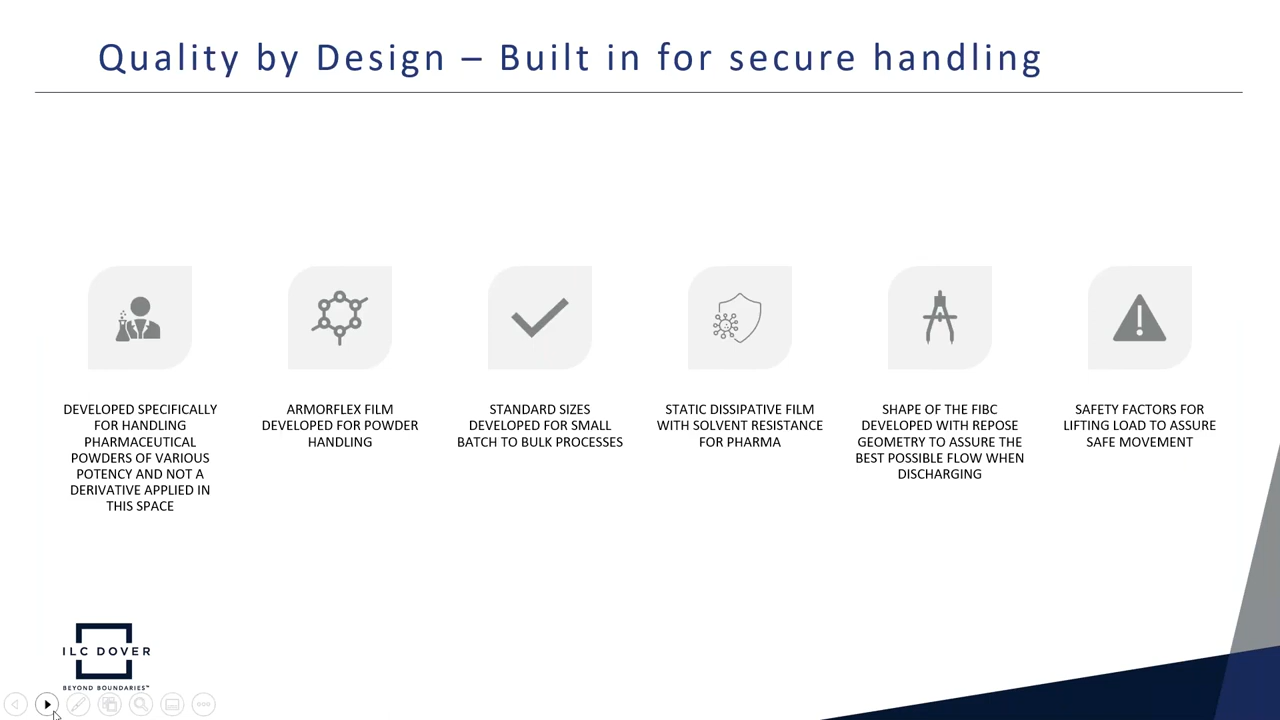 Quality by Design – Built in for secure handling
DEVELOPED SPECIFICALLY
FOR HANDLING
PHARMACEUTICAL
POWDERS OF VARIOUS
POTENCY AND NOT A
DERIVATIVE APPLIED IN
THIS SPACE
ARMORFLEX FILM
DEVELOPED FOR POWDER
HANDLING
STANDARD SIZES
DEVELOPED FOR SMALL
BATCH TO BULK PROCESSES
STATIC DISSIPATIVE FILM
WITH SOLVENT RESISTANCE
FOR PHARMA
SHAPE OF THE FIBC
DEVELOPED WITH REPOSE
GEOMETRY TO ASSURE THE
BEST POSSIBLE FLOW WHEN
DISCHARGING
SAFETY FACTORS FOR
LIFTING LOAD TO ASSURE
SAFE MOVEMENT
ILC DOVER
BEYOND BOUNDARIES™